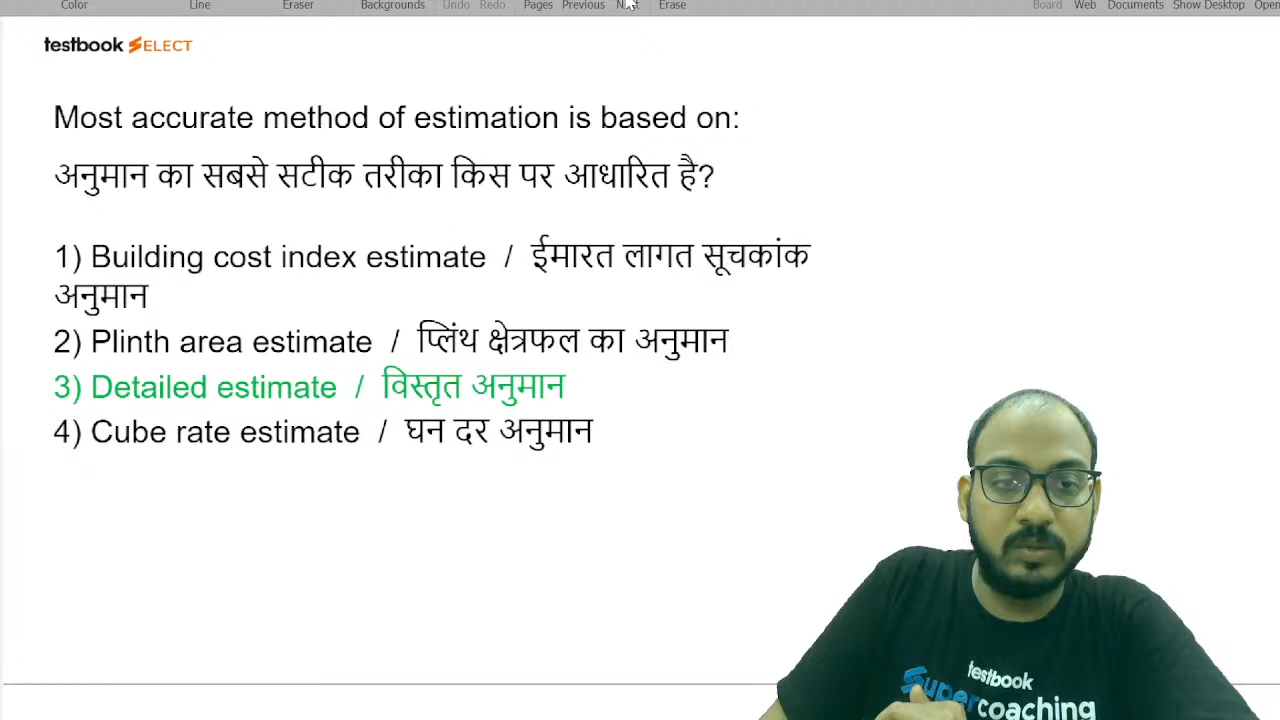 Color Line Eraser Backgrounds Undo Redo Pages Previous Erase Board Web Documents Show Desktop Open
testbook SELECT
Most accurate method of estimation is based on:
अनुमान का सबसे सटीक तरीका किस पर आधारित है?
1) Building cost index estimate / ईमारत लागत सूचकांक
अनुमान
2) Plinth area estimate / प्लिंथ क्षेत्रफल का अनुमान
3) Detailed estimate / विस्तृत अनुमान
4) Cube rate estimate / घन दर अनुमान
testbook
Supercoaching